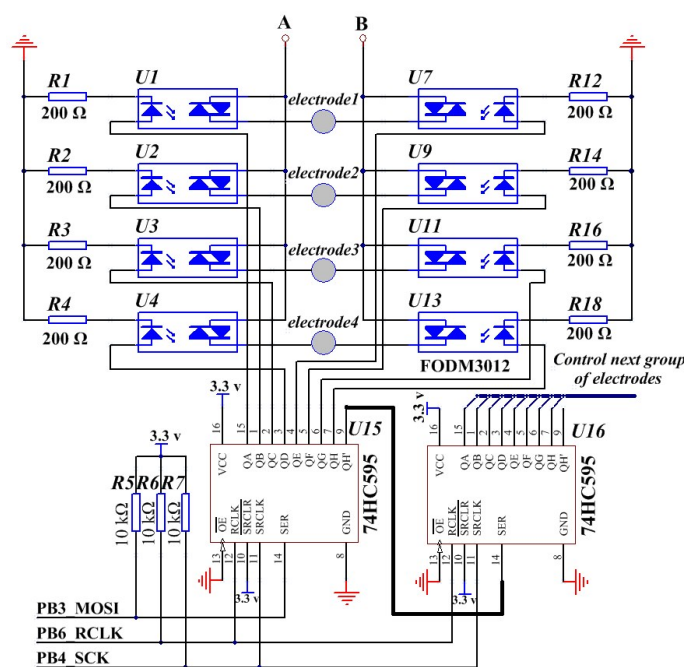 A B
R1 U1 U7 R12
200 Ω electrode1 200 Ω
R2 U2 U9 R14
200 Ω electrode2 200 Ω
R3 U3 U11 R16
200 Ω electrode3 200 Ω
R4 U4 U13 R18
200 Ω electrode4 200 Ω
FODM3012
Control next group
of electrodes
3.3 v 3.3 v
16 15 1 2 3 4 5 6 7 9 U15
16 15 1 2 3 4 5 6 7 9 U16
VCC QA QB QC QD QE QF QG QH QH'
VCC QA QB QC QD QE QF QG QH QH'
74HC595 74HC595
3.3 v
R5 R6 R7
10 kΩ 10 kΩ 10 kΩ
OE RCLK SRCLR SRCLK SER GND
OE RCLK SRCLR SRCLK SER GND
13 12 10 11 14 8
13 12 10 11 14 8
3.3 v 3.3 v
PB3_MOSI
PB6_RCLK
PB4_SCK